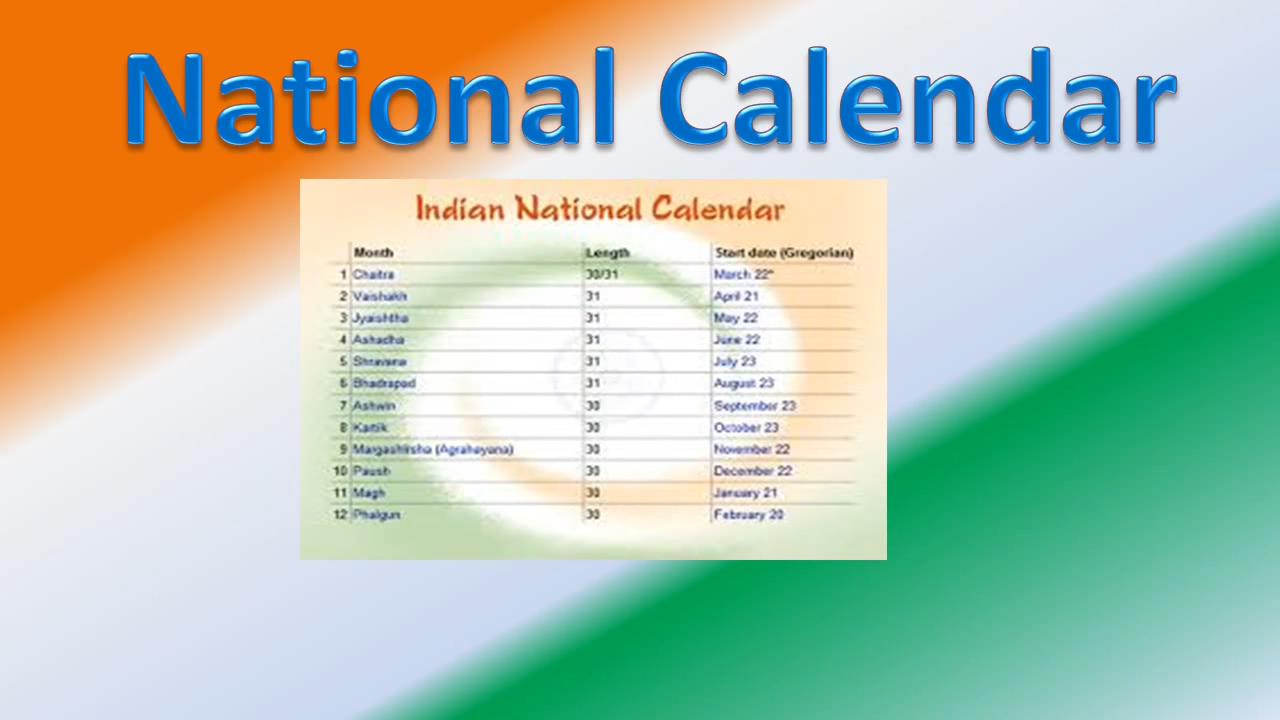 National Calendar
Indian National Calendar
Month Length Start date (Gregorian)
1 Chaitra 30/31 March 22*
2 Vaishakh 31 April 21
3 Jyaishtha 31 May 22
4 Ashadha 31 June 22
5 Shravana 31 July 23
6 Bhadrapad 31 August 23
7 Ashwin 30 September 23
8 Kartik 30 October 23
9 Margashirsha (Agrahayana) 30 November 22
10 Paush 30 December 22
11 Magh 30 January 21
12 Phalgun 30 February 20